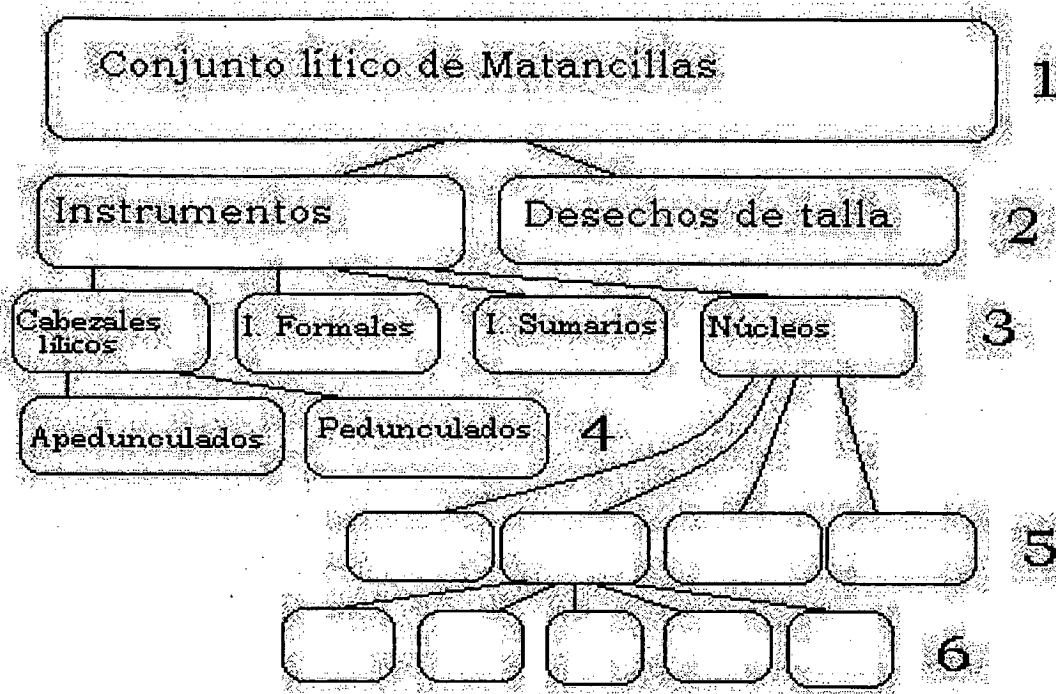 Conjunto lítico de Matancillas
1
Instrumentos
Desechos de talla
2
Cabezales
líticos
I. Formales
I. Sumarios
Núcleos
3
Apedunculados
Pedunculados
4
5
6